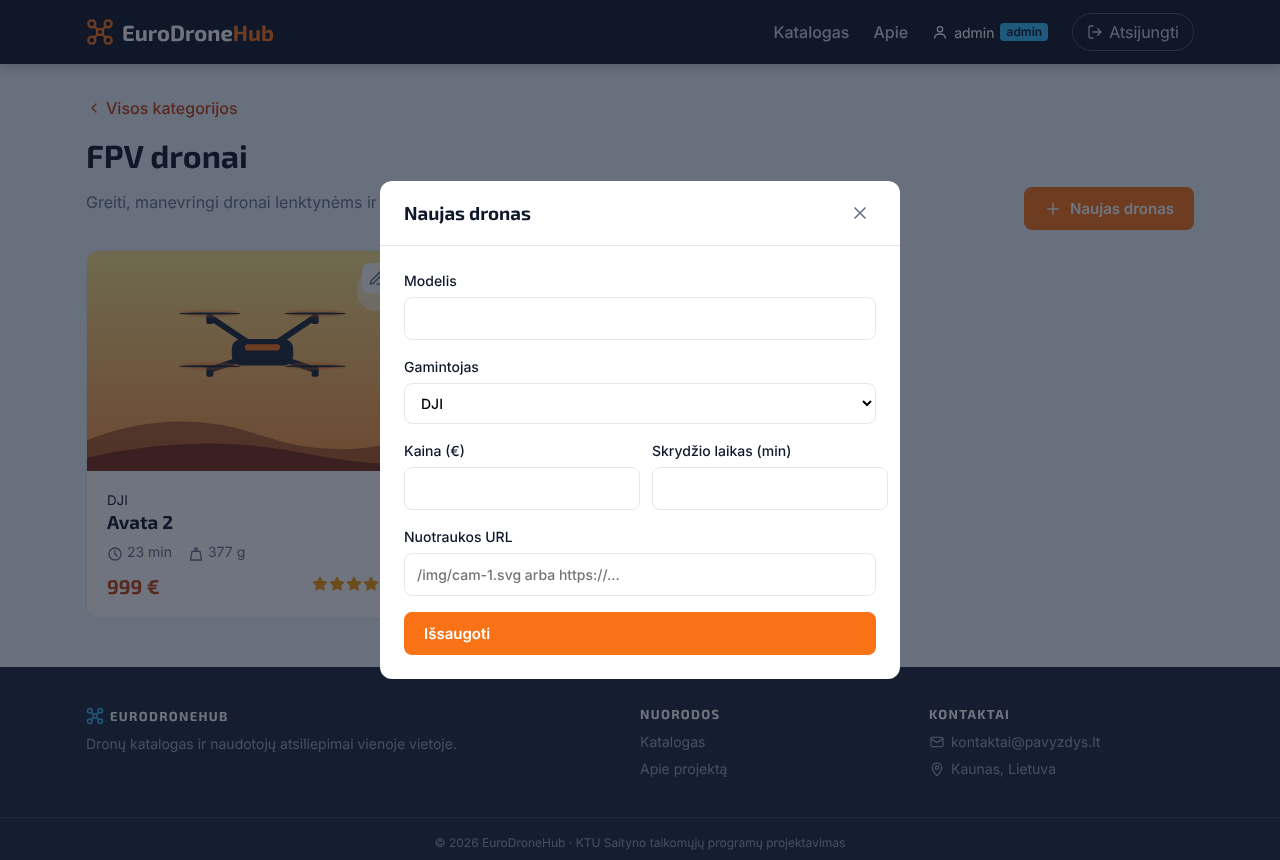 EuroDroneHub
Katalogas
Apie
admin admin
Atsijungti
Visos kategorijos
FPV dronai
Greiti, manevringi dronai lenktynėms ir
Naujas dronas
Naujas dronas
Modelis
Gamintojas
DJI
Kaina (€)
Skrydžio laikas (min)
Nuotraukos URL
/img/cam-1.svg arba https://...
Išsaugoti
DJI
Avata 2
23 min
377 g
999 €
EURODRONEHUB
Dronų katalogas ir naudotojų atsiliepimai vienoje vietoje.
NUORODOS
Katalogas
Apie projektą
KONTAKTAI
kontaktai@pavyzdys.lt
Kaunas, Lietuva
© 2026 EuroDroneHub · KTU Saityno taikomųjų programų projektavimas